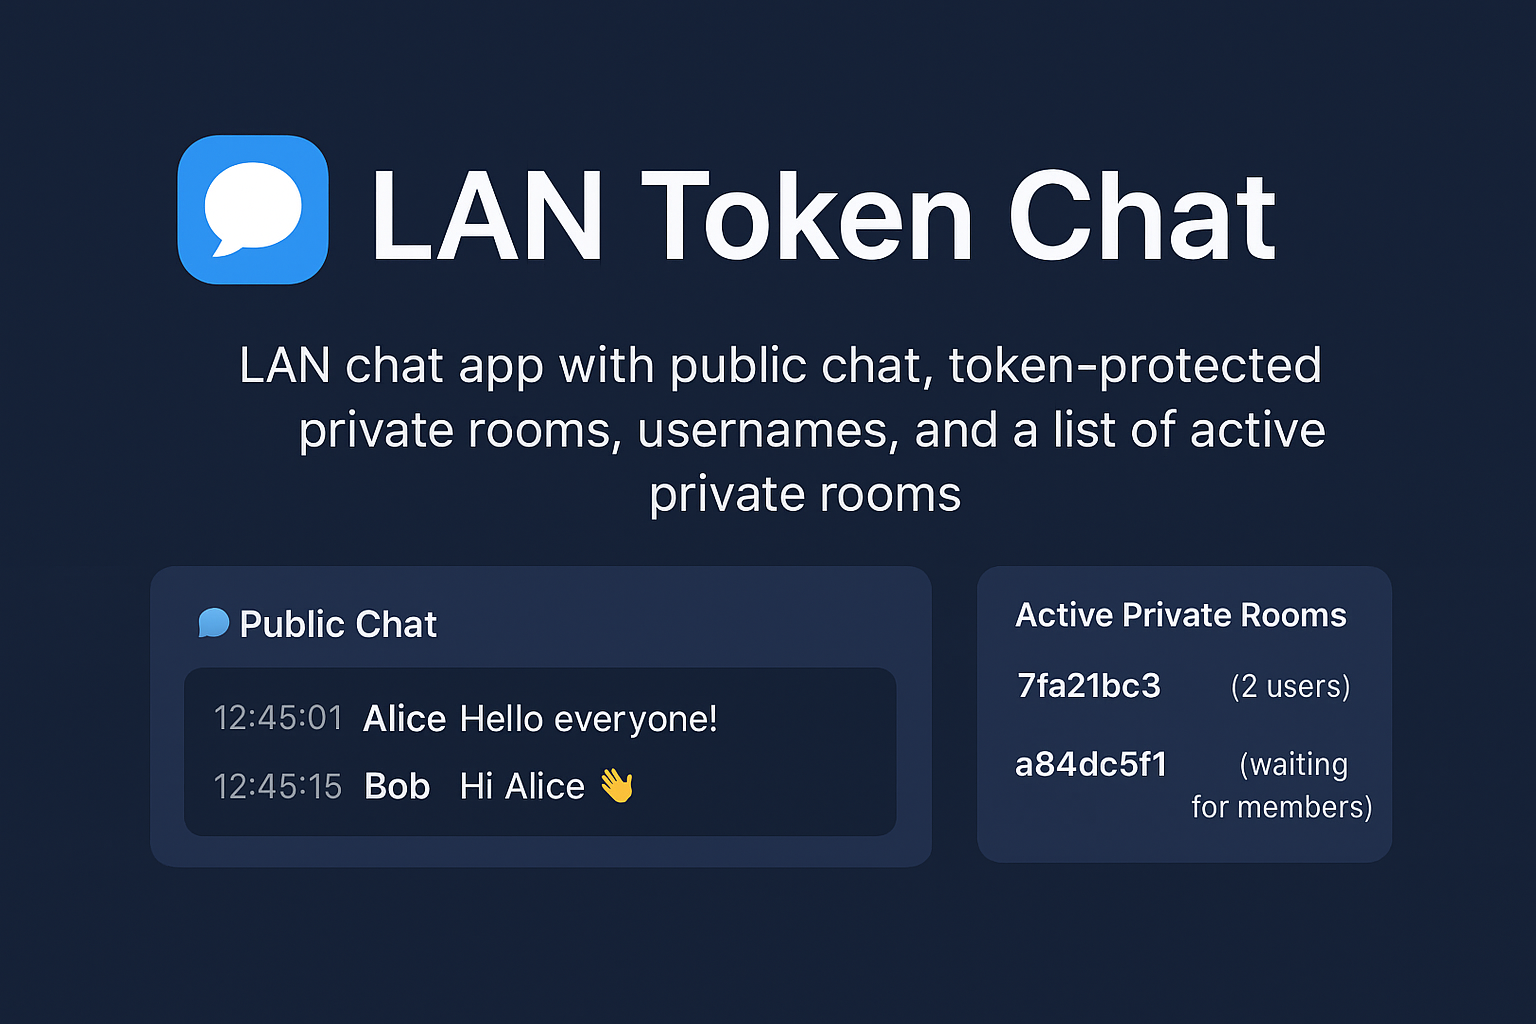 LAN Token Chat
LAN chat app with public chat, token-protected
private rooms, usernames, and a list of active
private rooms
Public Chat
12:45:01 Alice Hello everyone!
12:45:15 Bob Hi Alice 👋
Active Private Rooms
7fa21bc3 (2 users)
a84dc5f1 (waiting
for members)